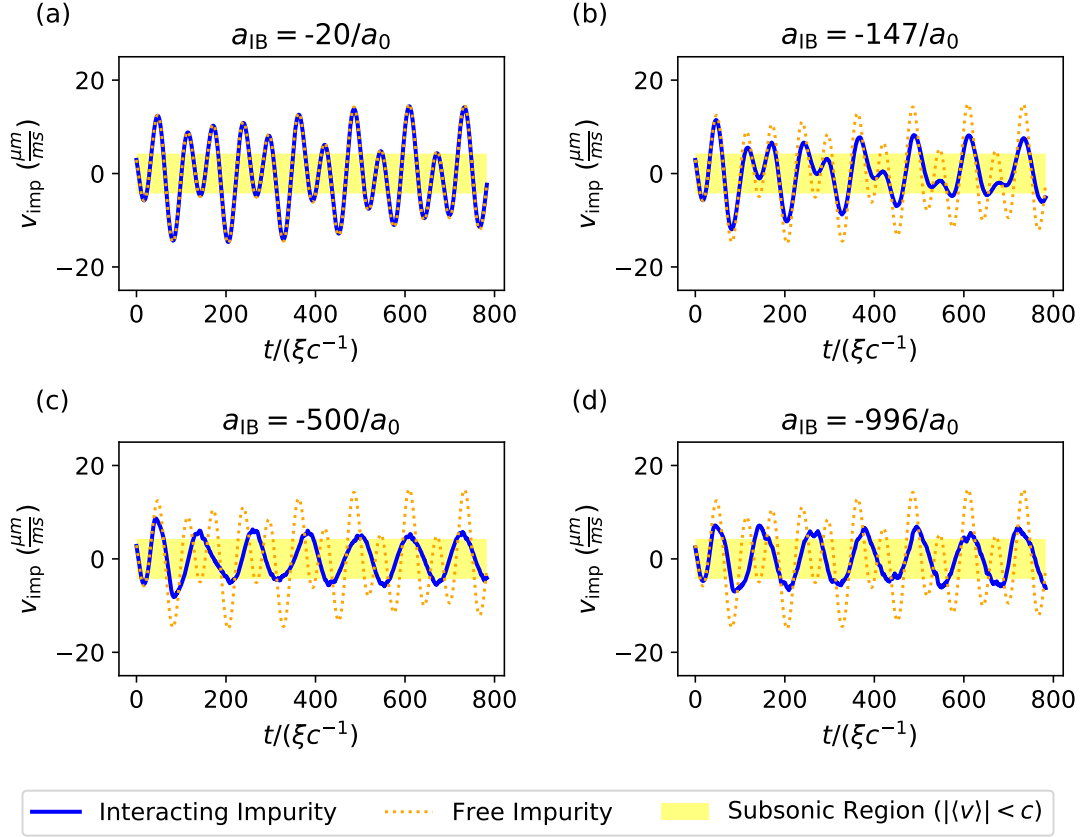 (a)
a_IB = -20/a_0
20
0
−20
v_imp (μm/ms)
0 200 400 600 800
t/(ξc⁻¹)
(b)
a_IB = -147/a_0
20
0
−20
v_imp (μm/ms)
0 200 400 600 800
t/(ξc⁻¹)
(c)
a_IB = -500/a_0
20
0
−20
v_imp (μm/ms)
0 200 400 600 800
t/(ξc⁻¹)
(d)
a_IB = -996/a_0
20
0
−20
v_imp (μm/ms)
0 200 400 600 800
t/(ξc⁻¹)
Interacting Impurity Free Impurity Subsonic Region (|⟨v⟩| < c)